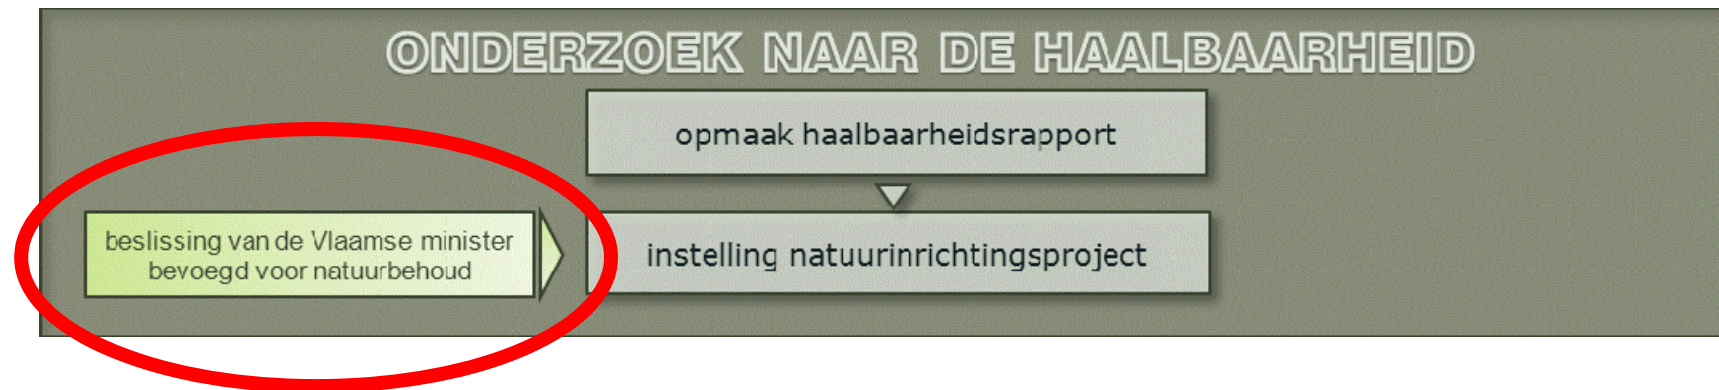 ONDERZOEK NAAR DE HAALBAARHEID
opmaak haalbaarheidsrapport
beslissing van de Vlaamse minister
bevoegd voor natuurbehoud
instelling natuurinrichtingsproject